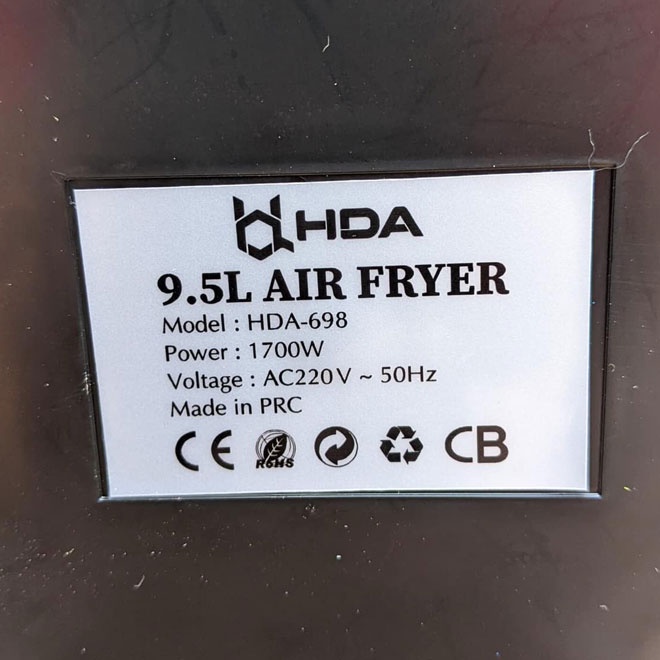 HDA
9.5L AIR FRYER
Model : HDA-698
Power : 1700W
Voltage : AC220V ~ 50Hz
Made in PRC
CE RoHS CB